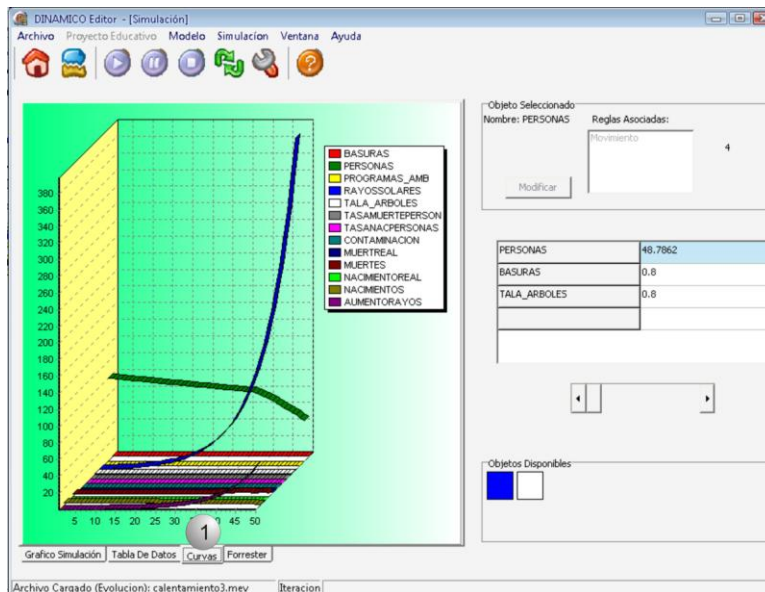 DINAMICO Editor - [Simulación]
Archivo Proyecto Educativo Modelo Simulacion Ventana Ayuda
BASURAS
PERSONAS
PROGRAMAS_AMB
RAYOSSOLARES
TALA_ARBOLES
TASAMUERTEPERSON
TASANACPERSONAS
CONTAMINACION
MUERTREAL
MUERTES
NACIMIENTOREAL
NACIMIENTOS
AUMENTORAYOS
380
360
340
320
300
280
260
240
220
200
180
160
140
120
100
80
60
40
20
5 10 15 20 25 30 40 45 50
1
Grafico Simulación Tabla De Datos Curvas Forrester
Objeto Seleccionado
Nombre: PERSONAS Reglas Asociadas:
Movimiento
4
Modificar
PERSONAS 48.7862
BASURAS 0.8
TALA_ARBOLES 0.8
Objetos Disponibles
Archivo Cargado (Evolucion): calentamiento3.mev Iteracion